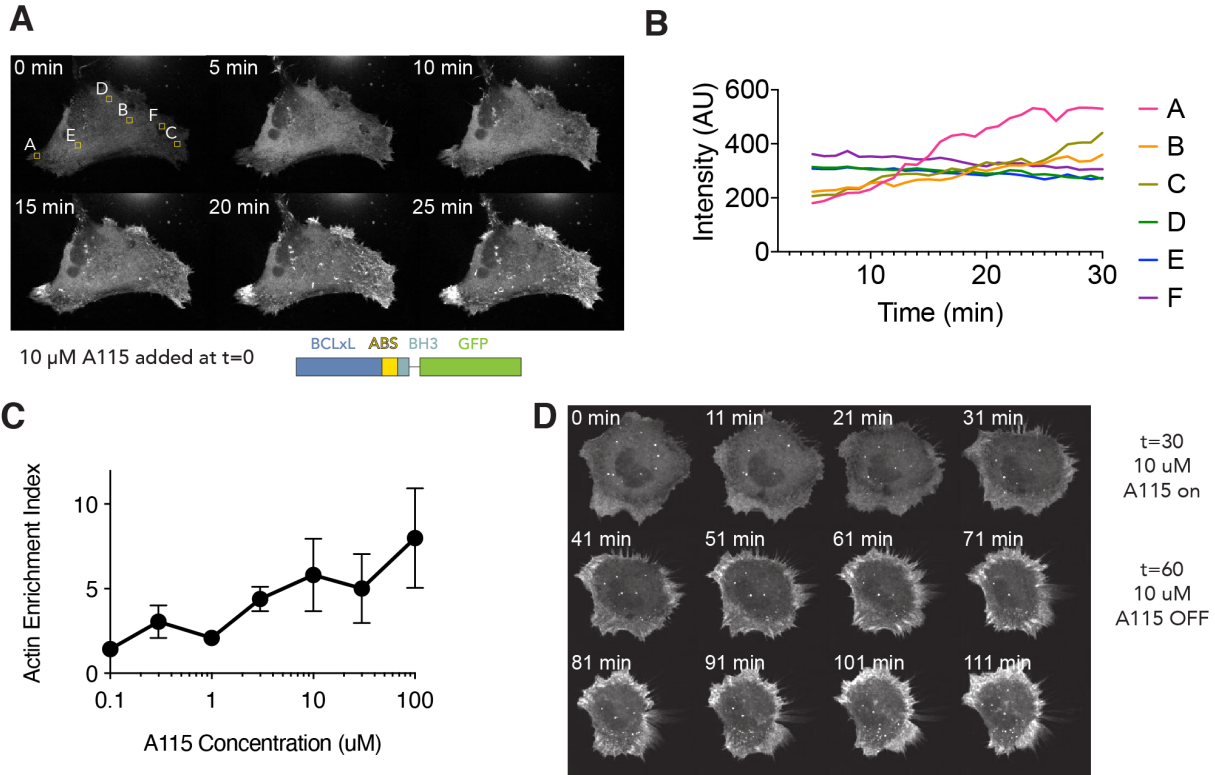 A
0 min
5 min
10 min
D
B
F
C
A
E
15 min
20 min
25 min
10 µM A115 added at t=0
BCLxL ABS BH3 GFP
B
Intensity (AU)
600
400
200
0
10
20
30
Time (min)
A
B
C
D
E
F
C
Actin Enrichment Index
10
5
0
0.1
1
10
100
A115 Concentration (uM)
D
0 min
11 min
21 min
31 min
41 min
51 min
61 min
71 min
81 min
91 min
101 min
111 min
t=30
10 uM
A115 on
t=60
10 uM
A115 OFF